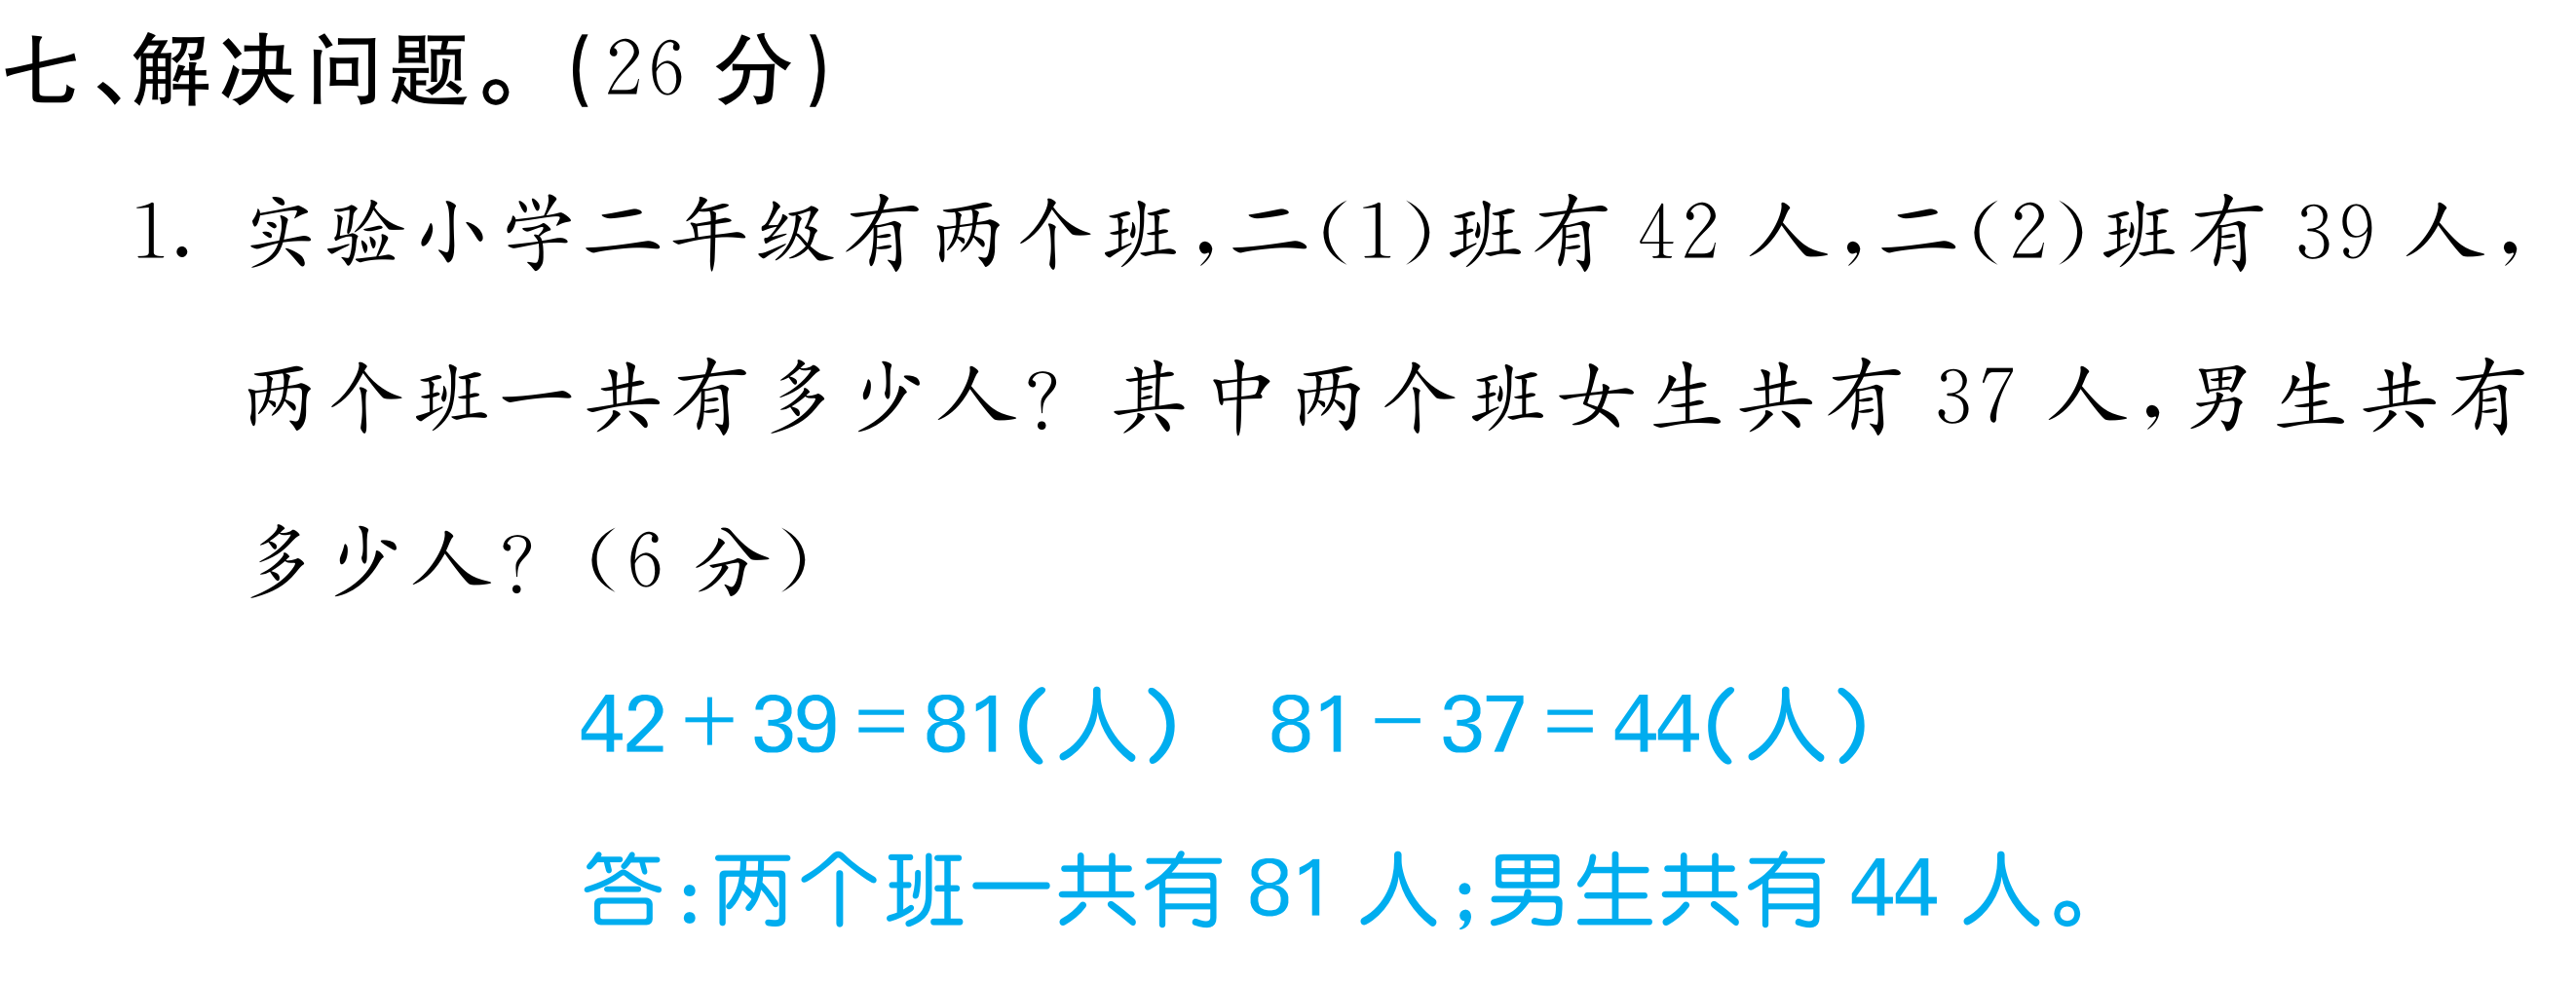 七、解决问题。(26 分)
1. 实验小学二年级有两个班,二(1)班有 42 人,二(2)班有 39 人,
两个班一共有多少人? 其中两个班女生共有 37 人,男生共有
多少人?(6 分)
42+39=81(人) 81-37=44(人)
答:两个班一共有 81 人;男生共有 44 人。